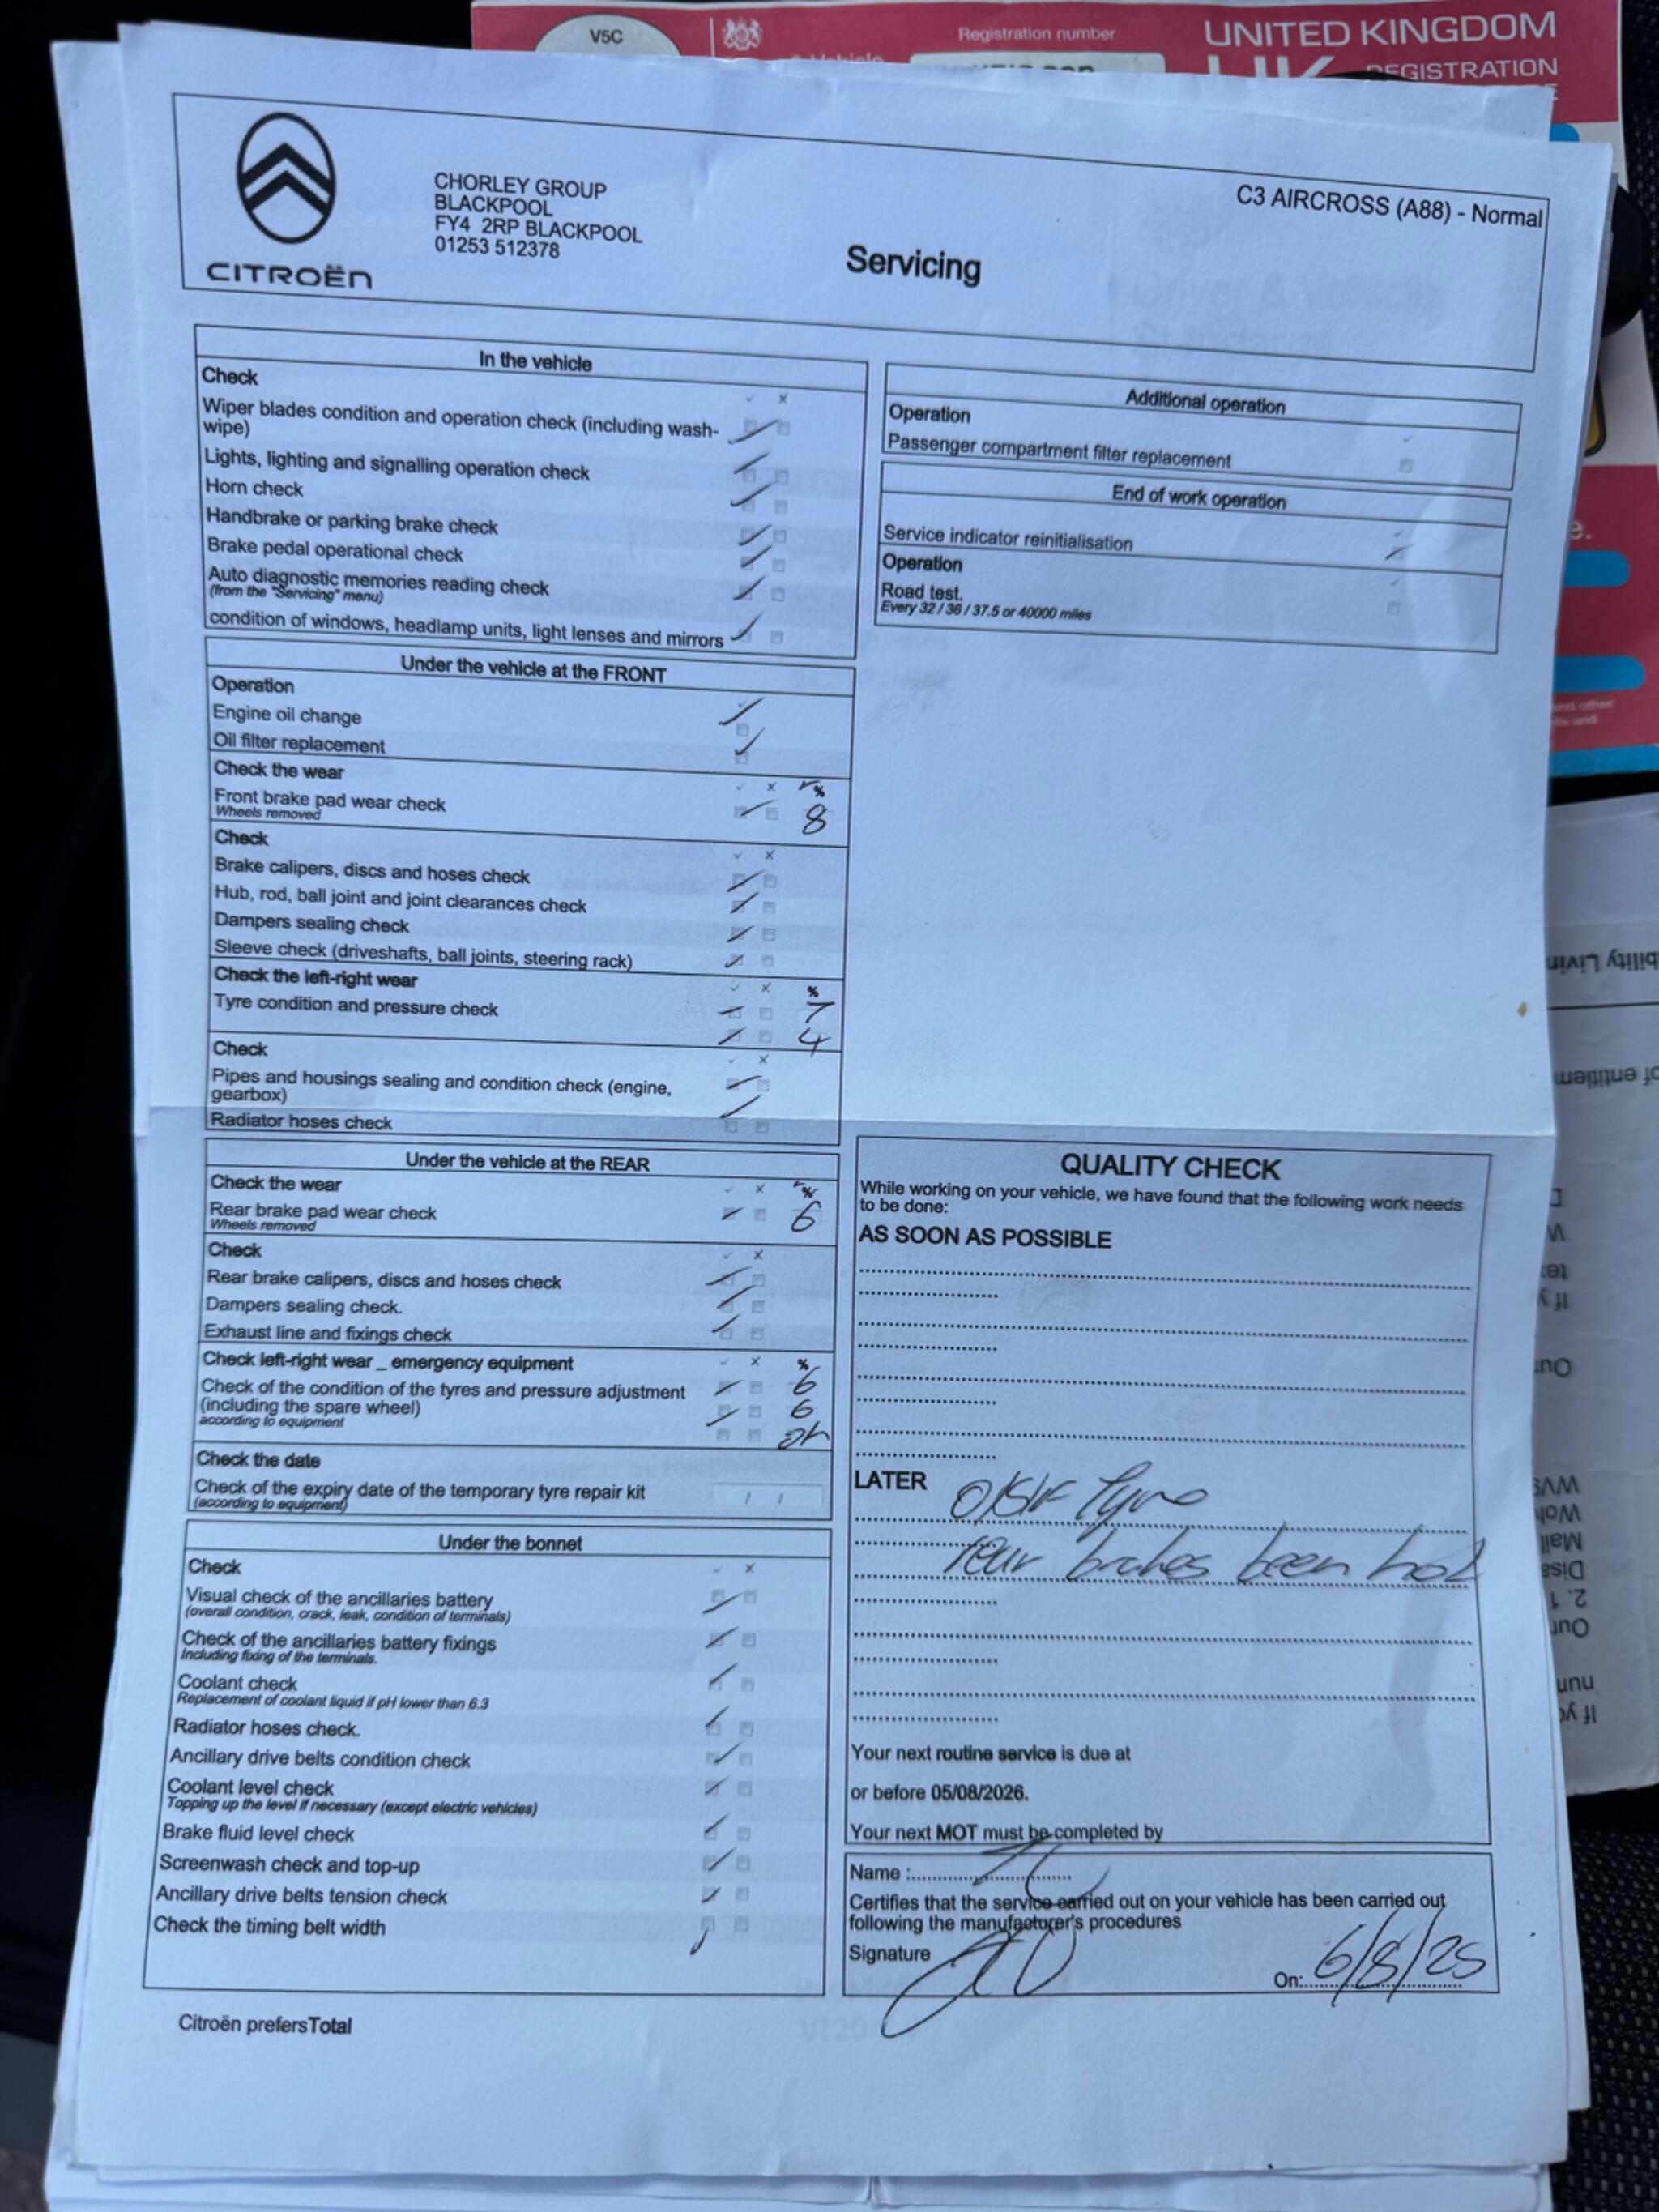 V5C
Registration number
UNITED KINGDOM
UK REGISTRATION
CITROËN
CHORLEY GROUP
BLACKPOOL
FY4 2RP BLACKPOOL
01253 512378
Servicing
C3 AIRCROSS (A88) - Normal
In the vehicle
Check
Wiper blades condition and operation check (including wash-
wipe)
Lights, lighting and signalling operation check
Horn check
Handbrake or parking brake check
Brake pedal operational check
Auto diagnostic memories reading check
(from the "Servicing" menu)
condition of windows, headlamp units, light lenses and mirrors
Under the vehicle at the FRONT
Operation
Engine oil change
Oil filter replacement
Check the wear
%
Front brake pad wear check
8
Wheels removed
Check
Brake calipers, discs and hoses check
Hub, rod, ball joint and joint clearances check
Dampers sealing check
Sleeve check (driveshafts, ball joints, steering rack)
Check the left-right wear
%
Tyre condition and pressure check
7
4
Check
Pipes and housings sealing and condition check (engine,
gearbox)
Radiator hoses check
Under the vehicle at the REAR
Check the wear
%
Rear brake pad wear check
6
Wheels removed
Check
Rear brake calipers, discs and hoses check
Dampers sealing check.
Exhaust line and fixings check
Check left-right wear _ emergency equipment
%
Check of the condition of the tyres and pressure adjustment
6
(including the spare wheel)
6
according to equipment
Check the date
Check of the expiry date of the temporary tyre repair kit
/ /
(according to equipment)
Under the bonnet
Check
Visual check of the ancillaries battery
(overall condition, crack, leak, condition of terminals)
Check of the ancillaries battery fixings
Including fixing of the terminals.
Coolant check
Replacement of coolant liquid if pH lower than 6.3
Radiator hoses check.
Ancillary drive belts condition check
Coolant level check
Topping up the level if necessary (except electric vehicles)
Brake fluid level check
Screenwash check and top-up
Ancillary drive belts tension check
Check the timing belt width
Citroën prefersTotal
Additional operation
Operation
Passenger compartment filter replacement
End of work operation
Service indicator reinitialisation
Operation
Road test.
Every 32 / 36 / 37.5 or 40000 miles
QUALITY CHECK
While working on your vehicle, we have found that the following work needs
to be done:
AS SOON AS POSSIBLE
LATER
O/S/F Tyre
rear brakes been hot
Your next routine service is due at
or before 05/08/2026.
Your next MOT must be completed by
Name :
Certifies that the service carried out on your vehicle has been carried out
following the manufacturer's procedures
Signature
On: 6/8/25